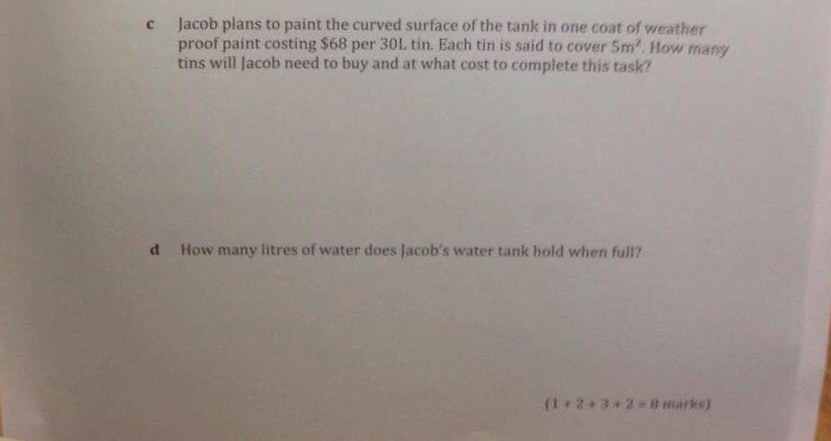 c Jacob plans to paint the curved surface of the tank in one coat of weather
proof paint costing $68 per 30L tin. Each tin is said to cover 5m². How many
tins will Jacob need to buy and at what cost to complete this task?
d How many litres of water does Jacob's water tank hold when full?
(1 + 2 + 3 + 2 = 8 marks)